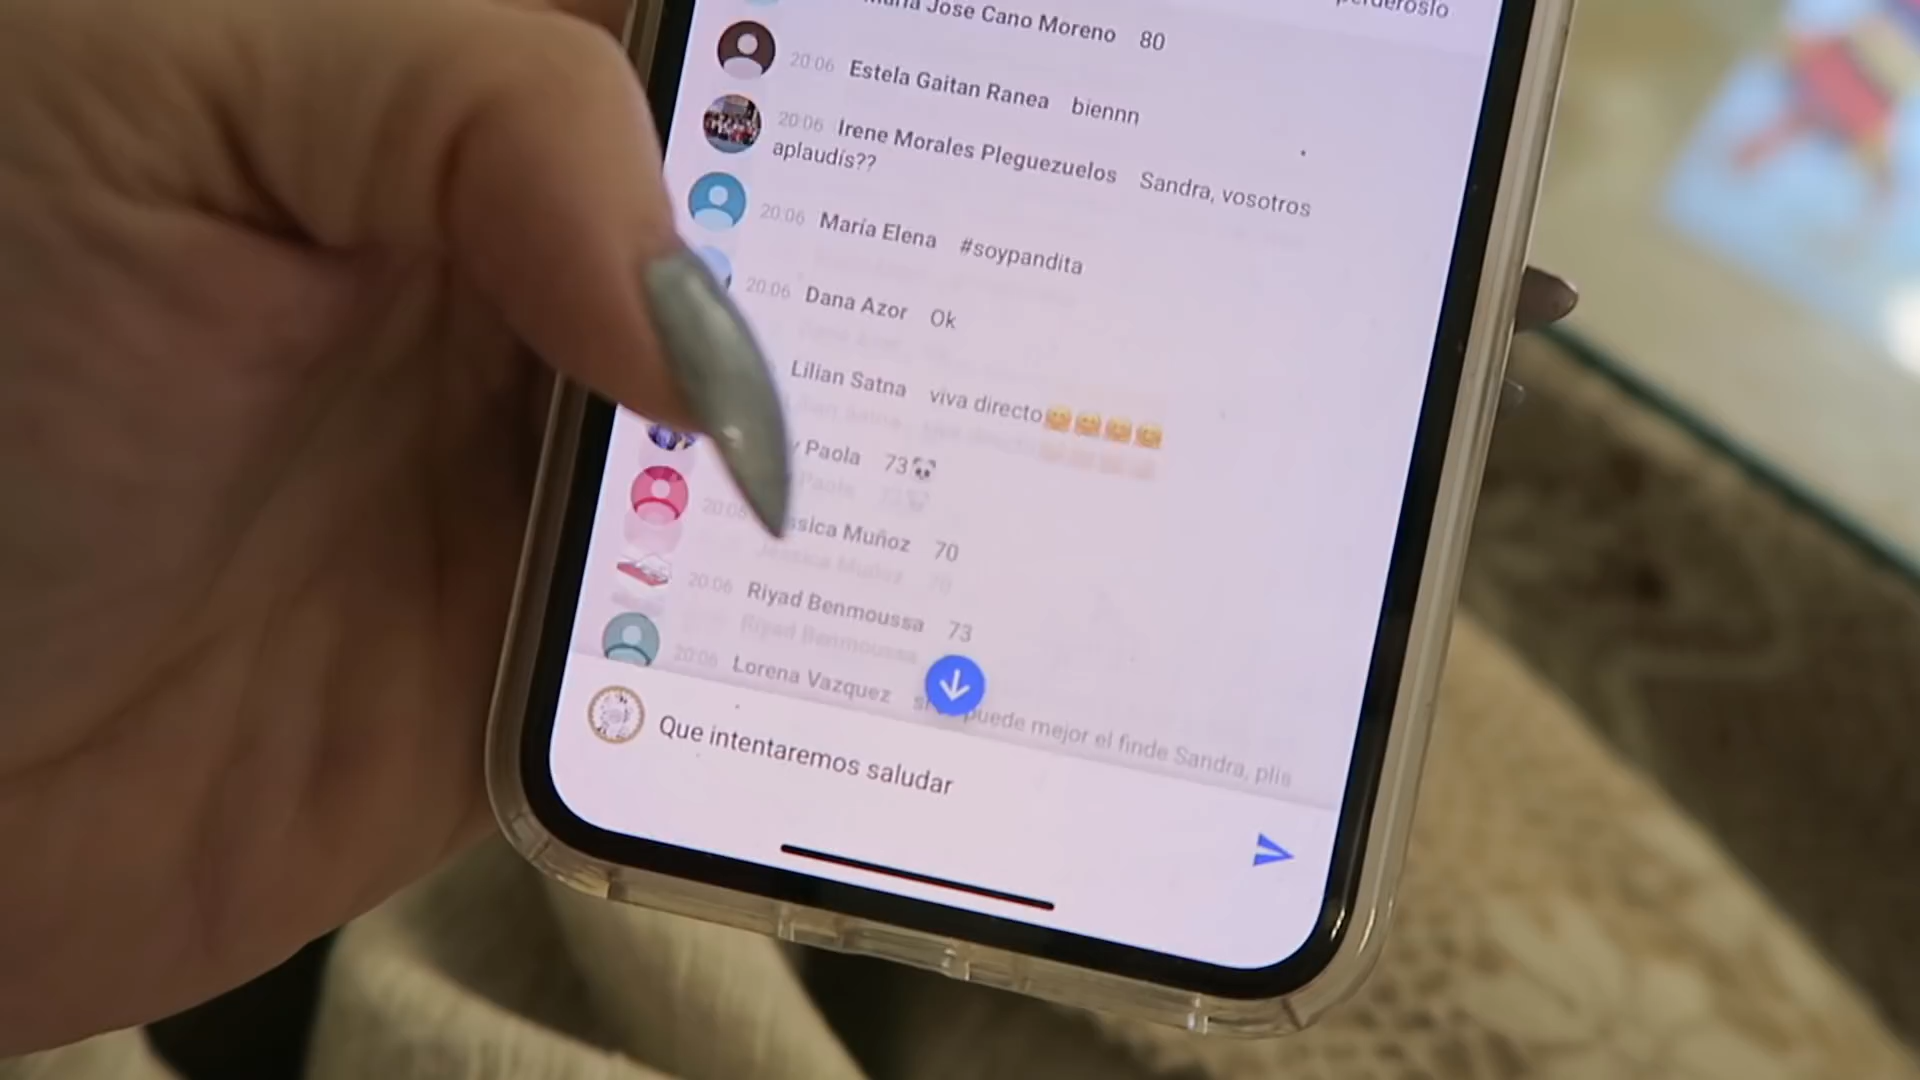 Jose Cano Moreno 80
20:06 Estela Gaitan Ranea biennn
20:06 Irene Morales Pleguezuelos Sandra, vosotros
aplaudís??
20:06 María Elena #soypandita
20:06 Dana Azor Ok
Lilian Satna viva directo😊😊😊😊
Paola 73🐼
Muñoz 70
20:06 Riyad Benmoussa 73
20:06 Lorena Vazquez puede mejor el finde Sandra, plis
Que intentaremos saludar